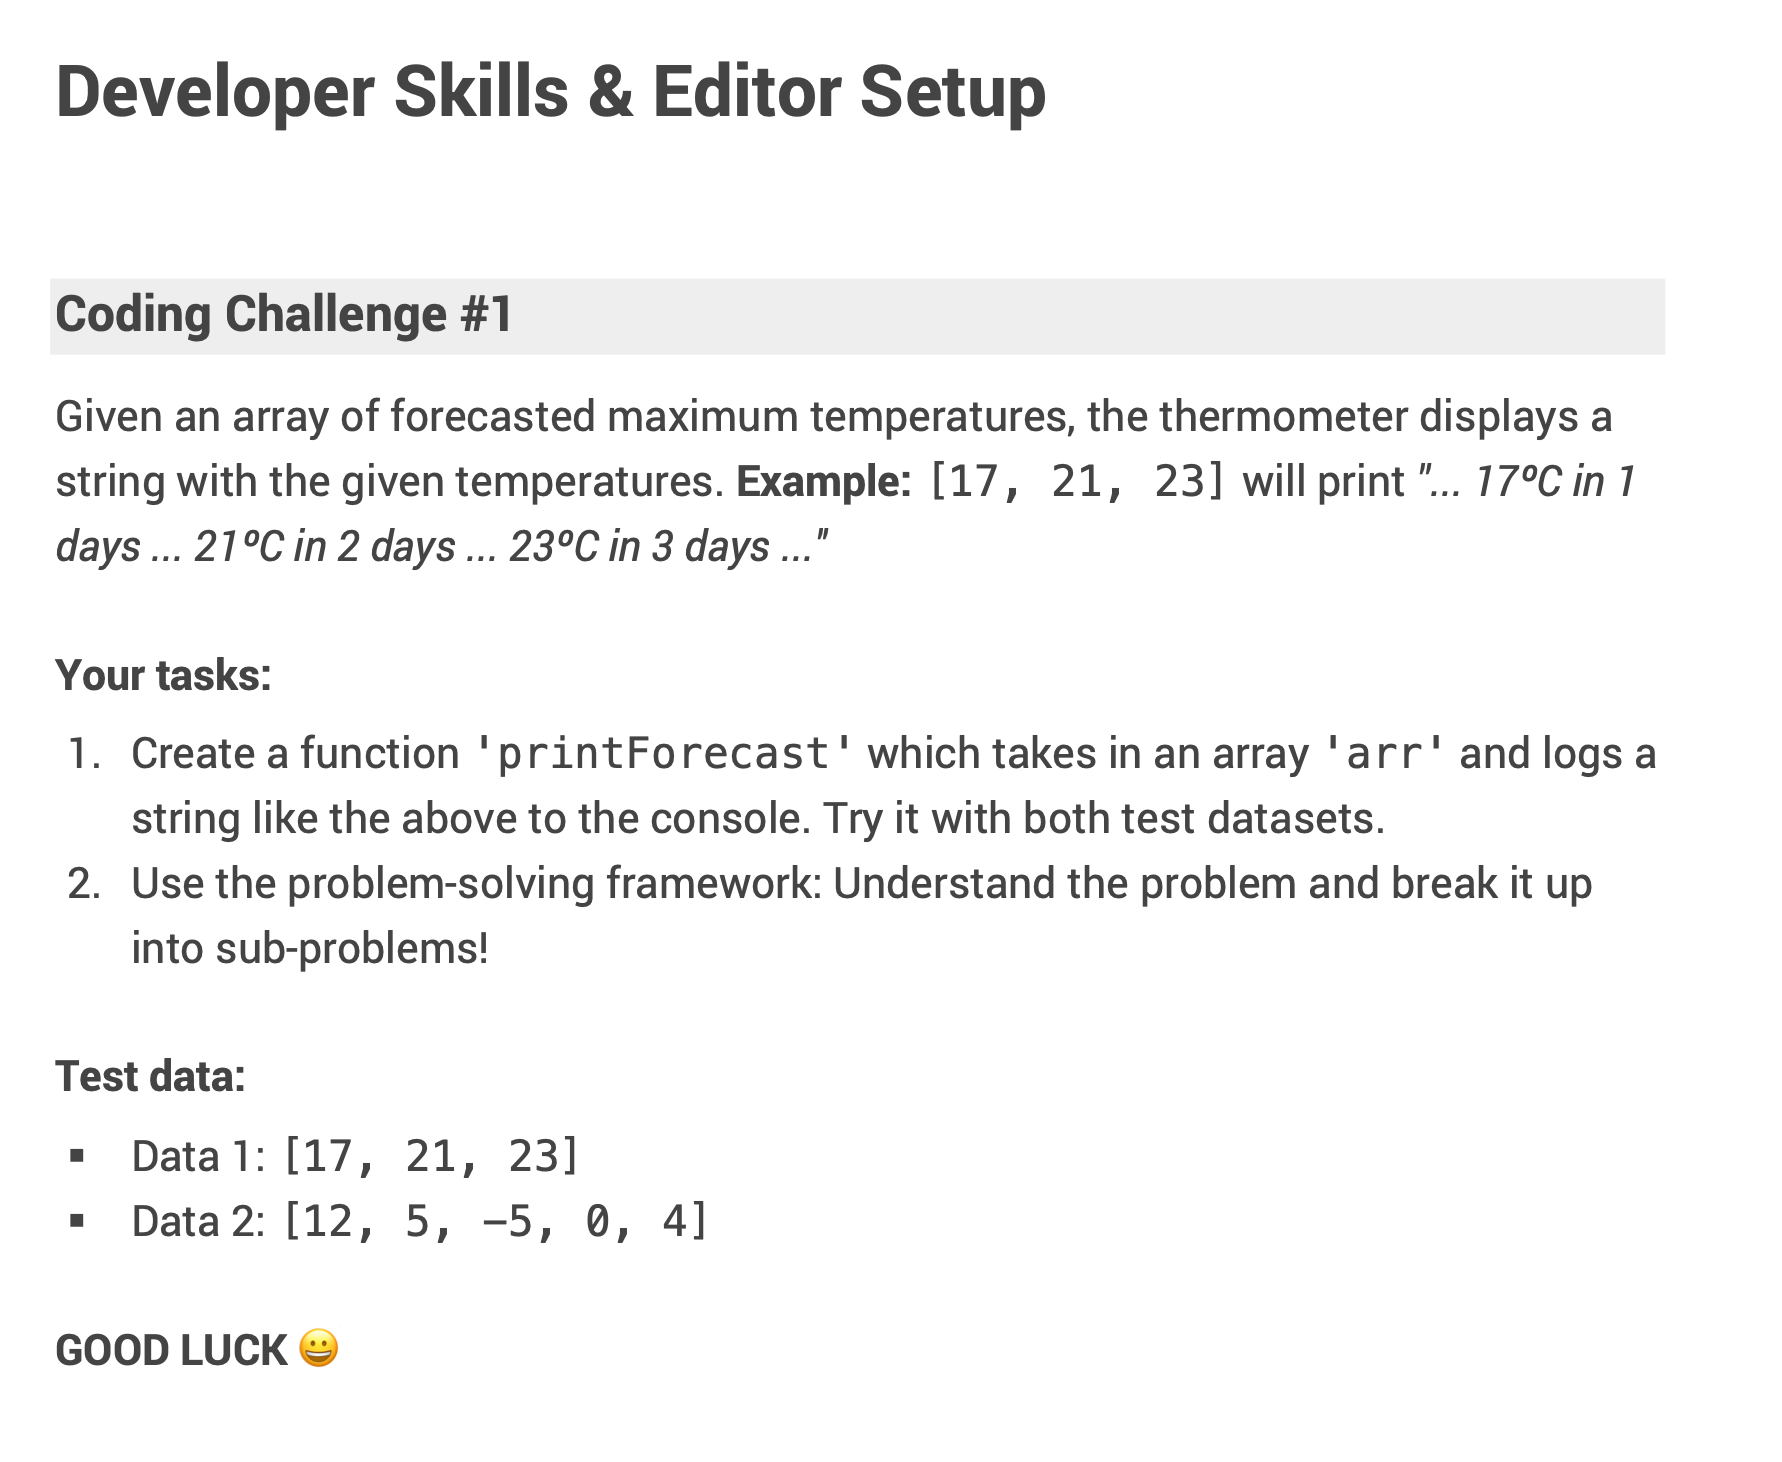 Developer Skills & Editor Setup
Coding Challenge #1
Given an array of forecasted maximum temperatures, the thermometer displays a
string with the given temperatures. Example: [17, 21, 23] will print "... 17ºC in 1
days ... 21ºC in 2 days ... 23ºC in 3 days ..."
Your tasks:
1. Create a function 'printForecast' which takes in an array 'arr' and logs a
string like the above to the console. Try it with both test datasets.
2. Use the problem-solving framework: Understand the problem and break it up
into sub-problems!
Test data:
▪ Data 1: [17, 21, 23]
▪ Data 2: [12, 5, −5, 0, 4]
GOOD LUCK 😀